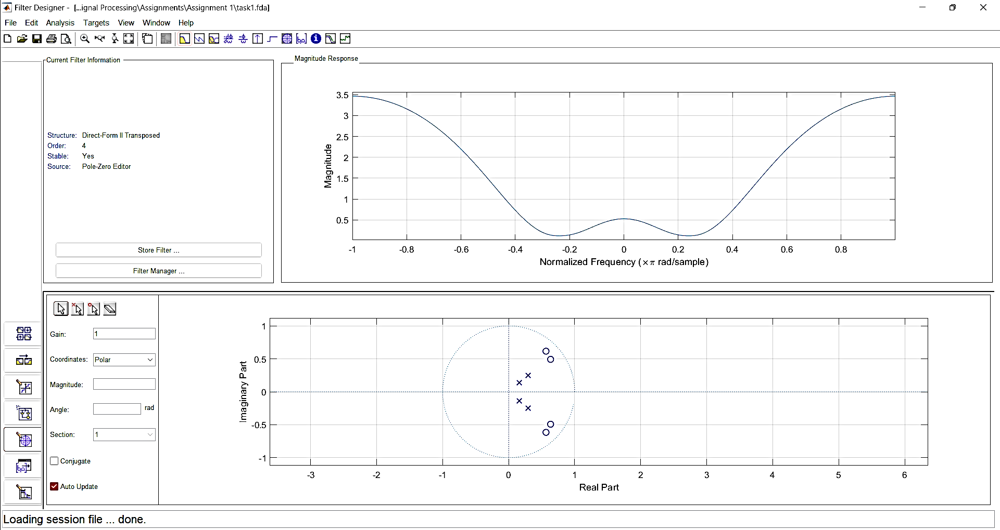 Filter Designer - [...ignal Processing\Assignments\Assignment 1\task1.fda]
File Edit Analysis Targets View Window Help
Current Filter Information
Structure: Direct-Form II Transposed
Order: 4
Stable: Yes
Source: Pole-Zero Editor
Store Filter ...
Filter Manager ...
Magnitude Response
3.5
3
2.5
2
1.5
1
0.5
Magnitude
-1 -0.8 -0.6 -0.4 -0.2 0 0.2 0.4 0.6 0.8
Normalized Frequency (×π rad/sample)
Gain: 1
Coordinates: Polar
Magnitude:
Angle: rad
Section: 1
Conjugate
Auto Update
1
0.5
0
-0.5
-1
Imaginary Part
-3 -2 -1 0 1 2 3 4 5 6
Real Part
Loading session file ... done.